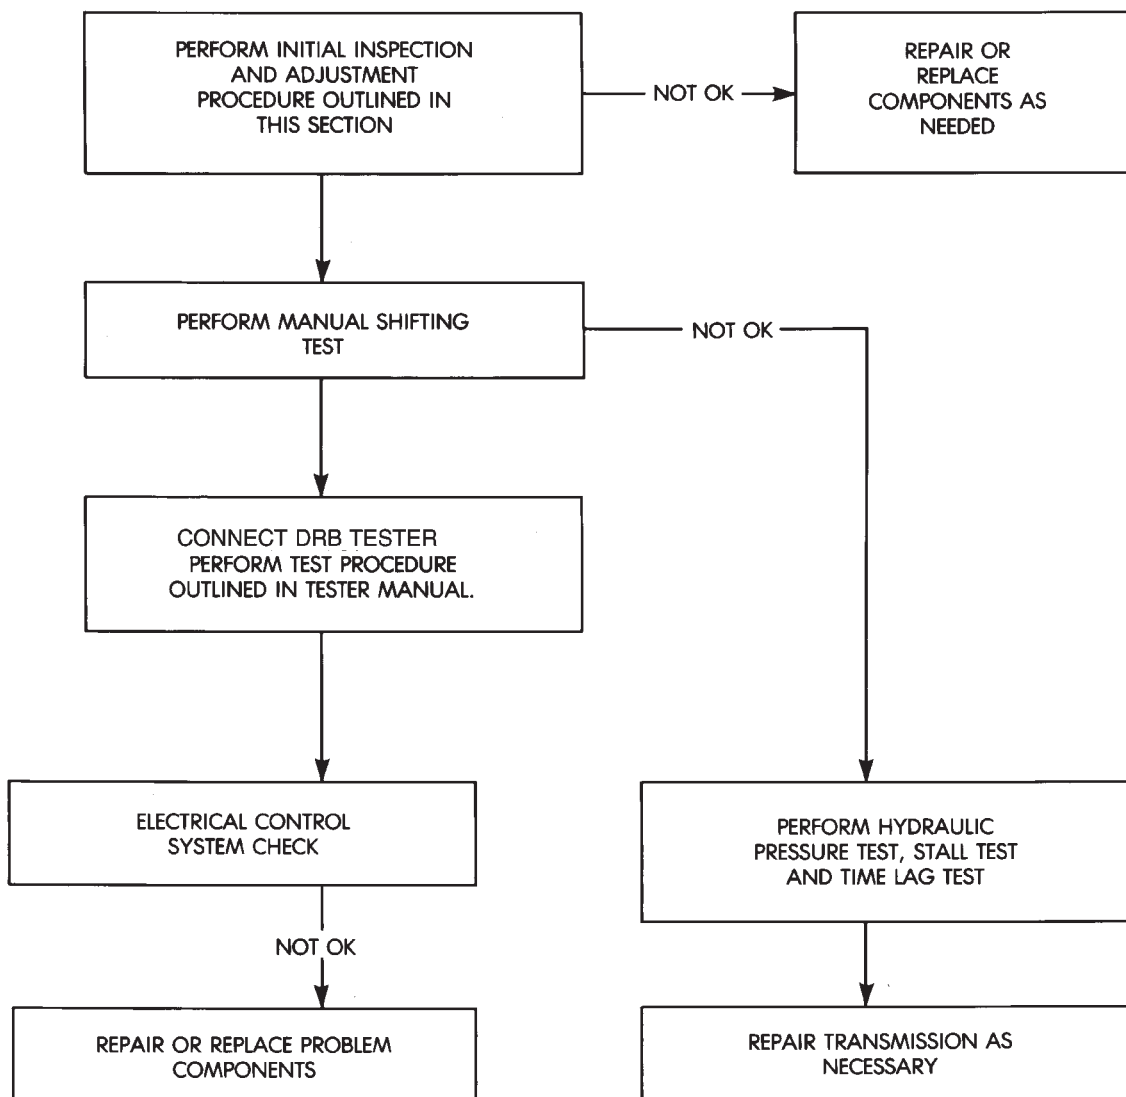 PERFORM INITIAL INSPECTION
AND ADJUSTMENT
PROCEDURE OUTLINED IN
THIS SECTION
NOT OK
REPAIR OR
REPLACE
COMPONENTS AS
NEEDED
PERFORM MANUAL SHIFTING
TEST
NOT OK
CONNECT DRB TESTER
PERFORM TEST PROCEDURE
OUTLINED IN TESTER MANUAL.
ELECTRICAL CONTROL
SYSTEM CHECK
PERFORM HYDRAULIC
PRESSURE TEST, STALL TEST
AND TIME LAG TEST
NOT OK
REPAIR OR REPLACE PROBLEM
COMPONENTS
REPAIR TRANSMISSION AS
NECESSARY